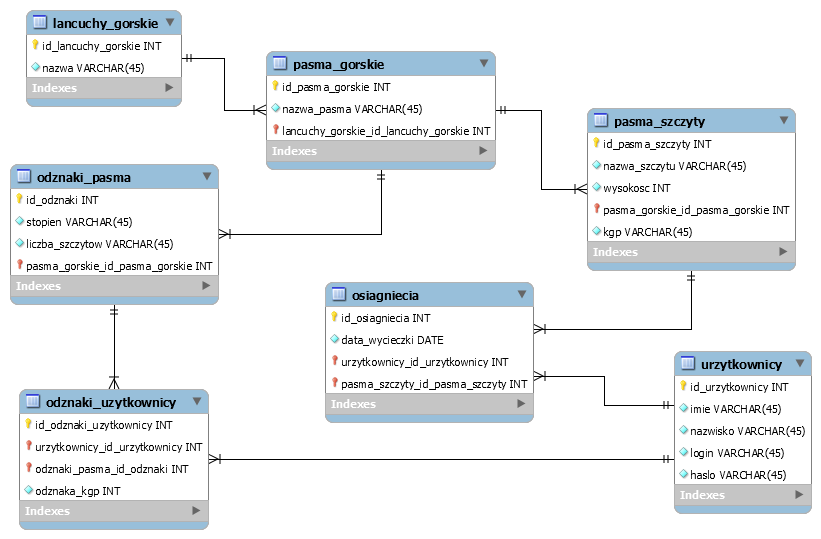 lancuchy_gorskie
id_lancuchy_gorskie INT
nazwa VARCHAR(45)
Indexes
pasma_gorskie
id_pasma_gorskie INT
nazwa_pasma VARCHAR(45)
lancuchy_gorskie_id_lancuchy_gorskie INT
Indexes
pasma_szczyty
id_pasma_szczyty INT
nazwa_szczytu VARCHAR(45)
wysokosc INT
pasma_gorskie_id_pasma_gorskie INT
kgp VARCHAR(45)
Indexes
odznaki_pasma
id_odznaki INT
stopien VARCHAR(45)
liczba_szczytow VARCHAR(45)
pasma_gorskie_id_pasma_gorskie INT
Indexes
osiagniecia
id_osiagniecia INT
data_wycieczki DATE
urzytkownicy_id_urzytkownicy INT
pasma_szczyty_id_pasma_szczyty INT
Indexes
urzytkownicy
id_urzytkownicy INT
imie VARCHAR(45)
nazwisko VARCHAR(45)
login VARCHAR(45)
haslo VARCHAR(45)
Indexes
odznaki_uzytkownicy
id_odznaki_uzytkownicy INT
urzytkownicy_id_urzytkownicy INT
odznaki_pasma_id_odznaki INT
odznaka_kgp INT
Indexes